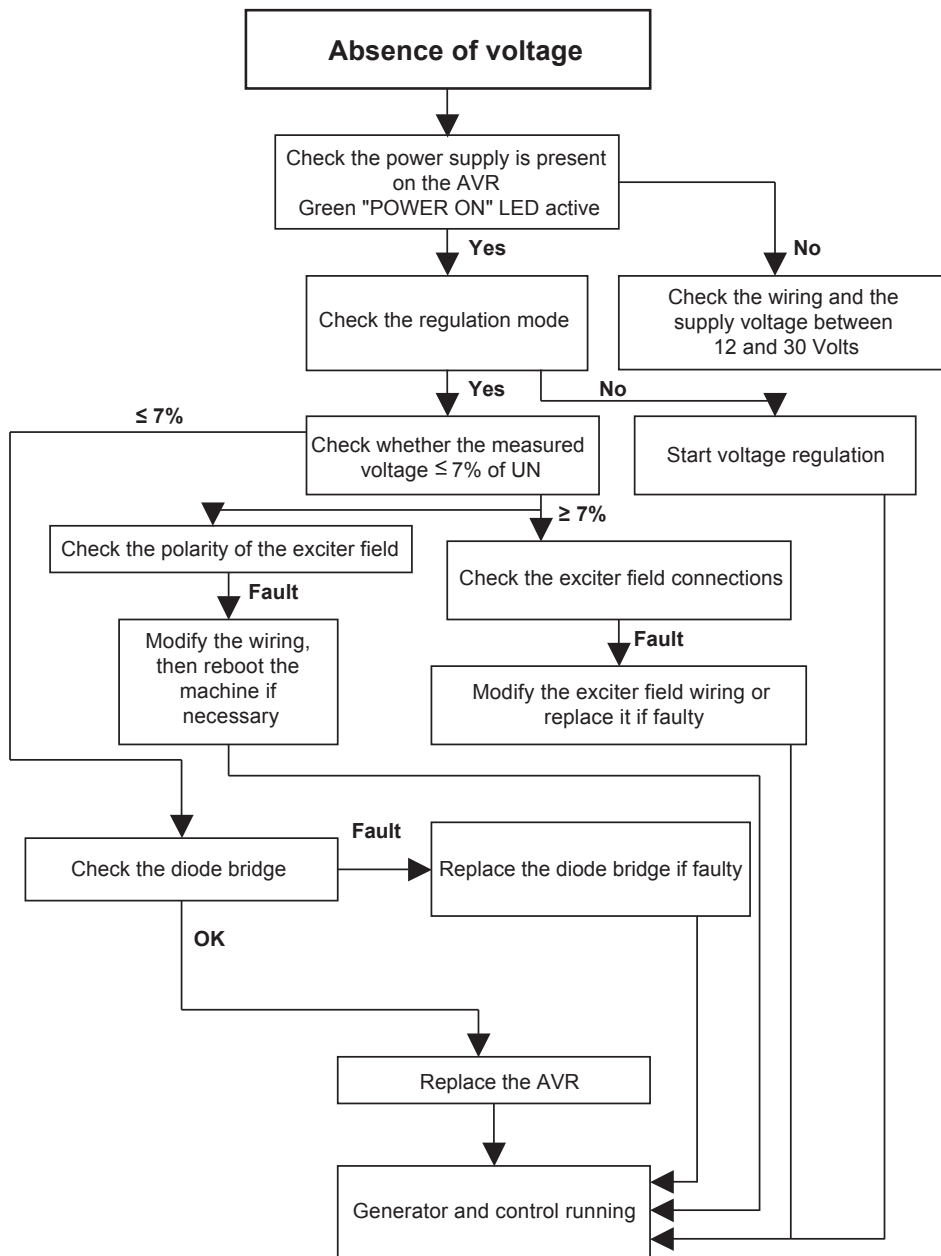 Absence of voltage
Check the power supply is present
on the AVR
Green "POWER ON" LED active
Yes
No
Check the regulation mode
Check the wiring and the
supply voltage between
12 and 30 Volts
Yes
No
≤ 7%
Check whether the measured
voltage ≤ 7% of UN
Start voltage regulation
≥ 7%
Check the polarity of the exciter field
Check the exciter field connections
Fault
Fault
Modify the wiring,
then reboot the
machine if
necessary
Modify the exciter field wiring or
replace it if faulty
Fault
Check the diode bridge
Replace the diode bridge if faulty
OK
Replace the AVR
Generator and control running